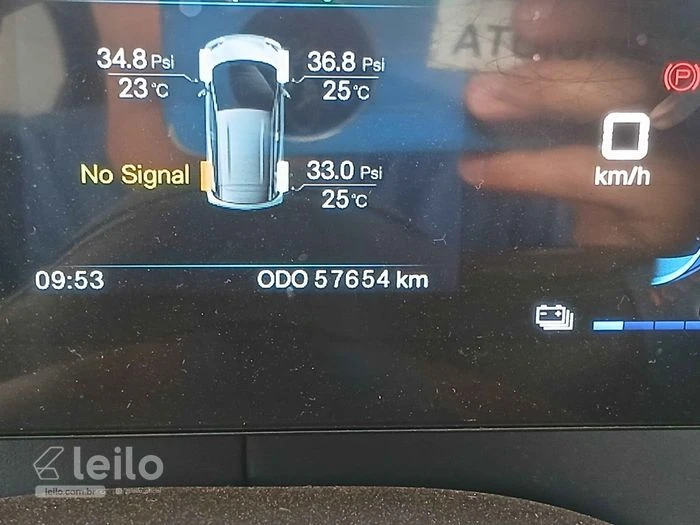 34.8 Psi
23 °C
36.8 Psi
25 °C
No Signal
33.0 Psi
25 °C
09:53
ODO 57654 km
P
0
km/h
leilo
www.leilo.com.br